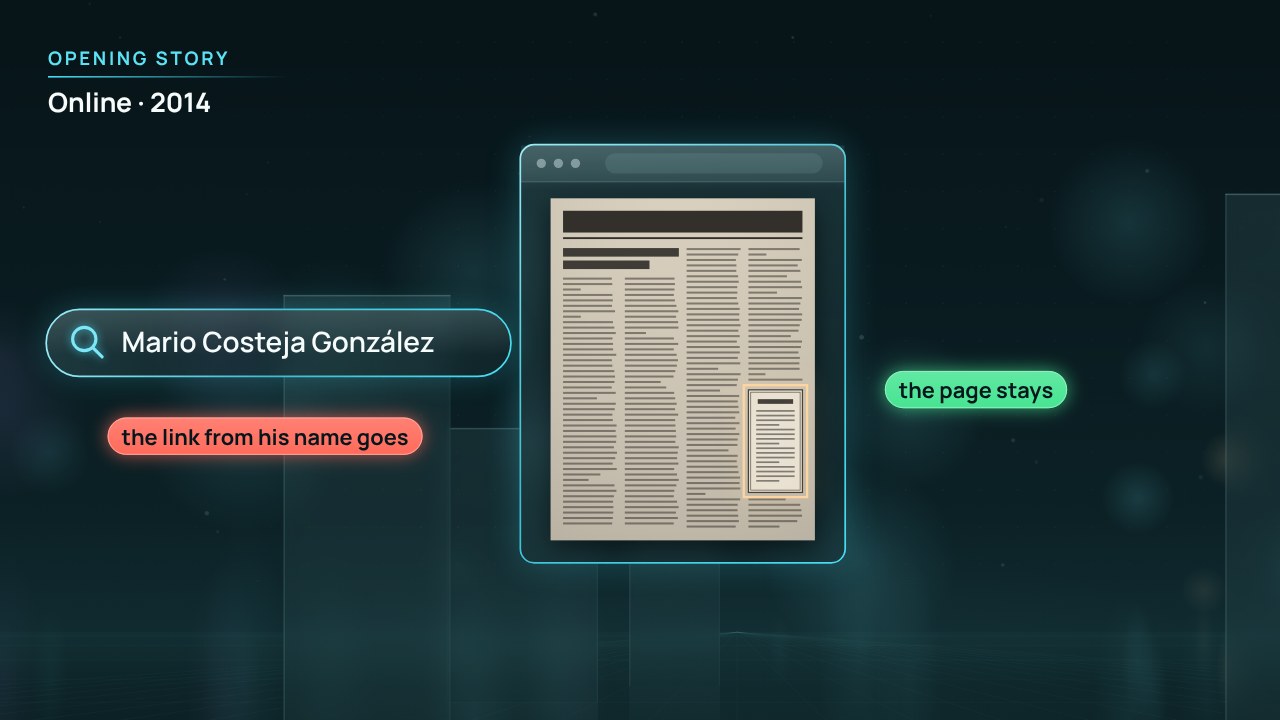 OPENING STORY
Online · 2014
Mario Costeja González
the link from his name goes
the page stays